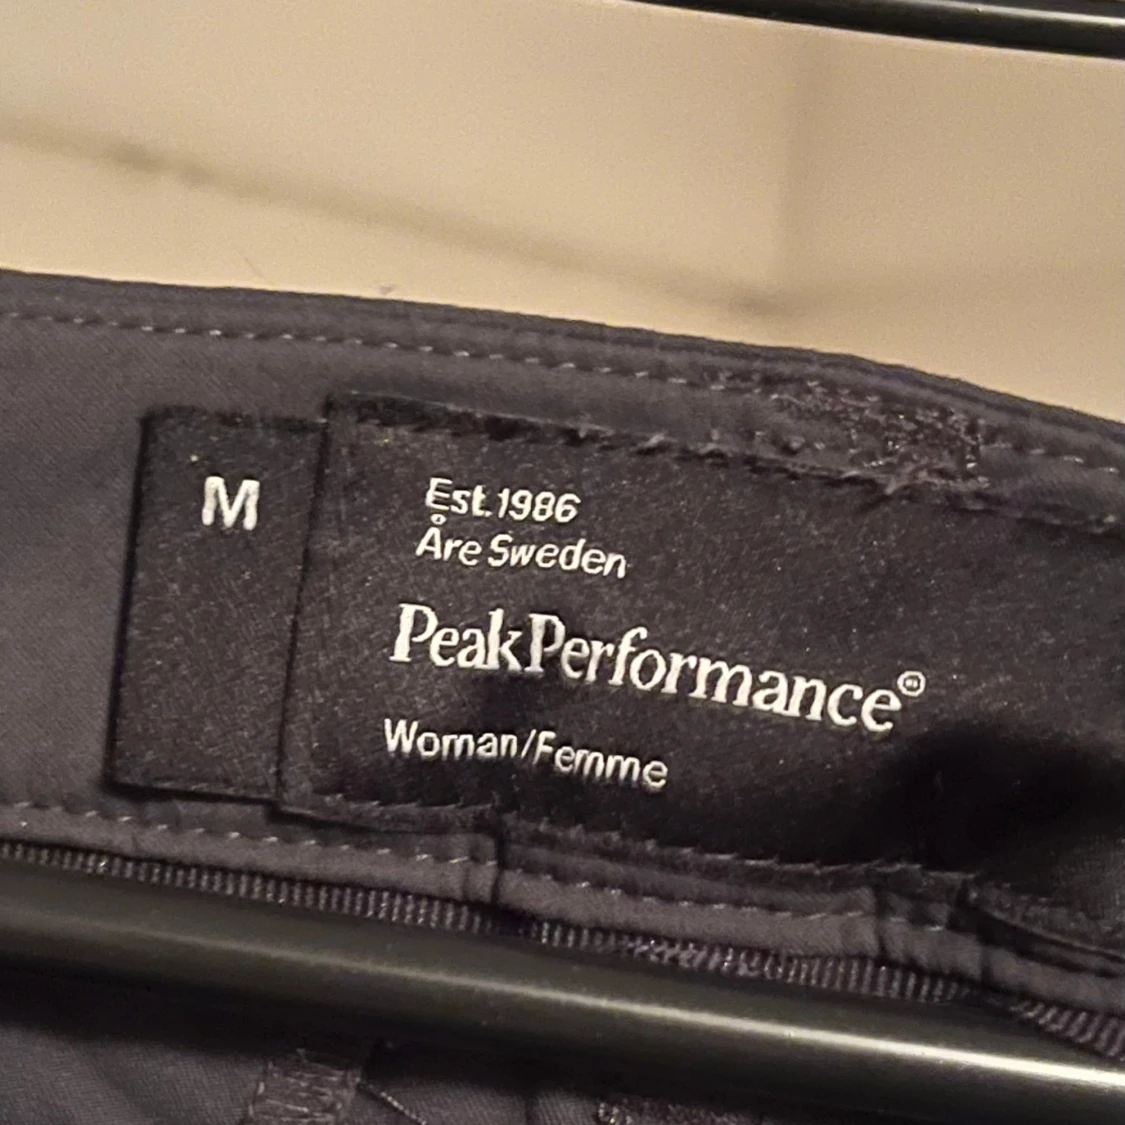 M
Est.1986
Åre Sweden
PeakPerformance®
Woman/Femme